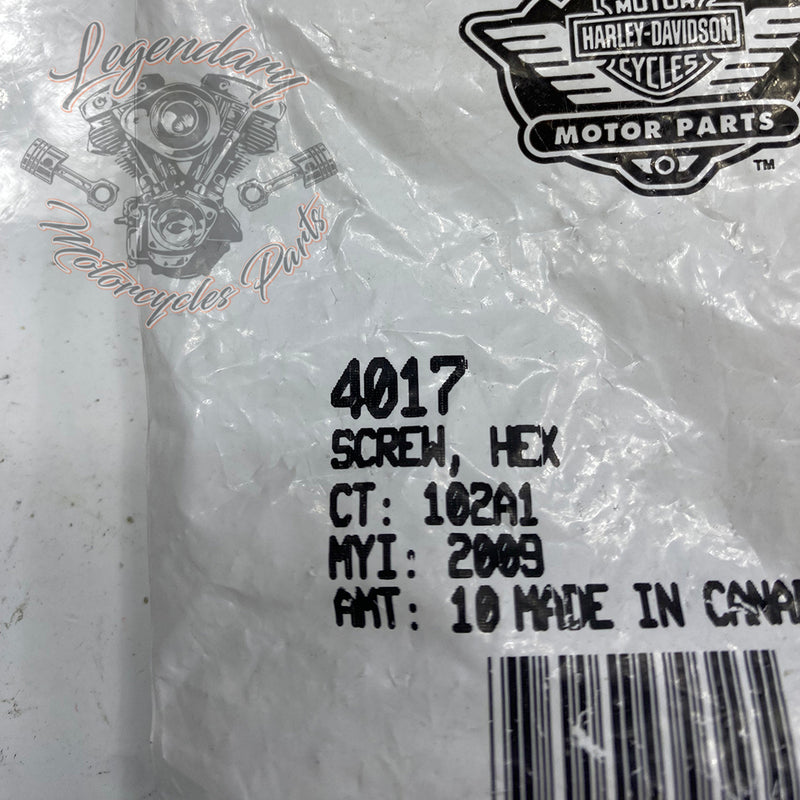 Legendary
Motorcycles Parts
MOTOR
HARLEY-DAVIDSON
CYCLES
MOTOR PARTS
TM
4017
SCREW, HEX
CT: 102A1
MYI: 2009
AMT: 10 MADE IN CANA